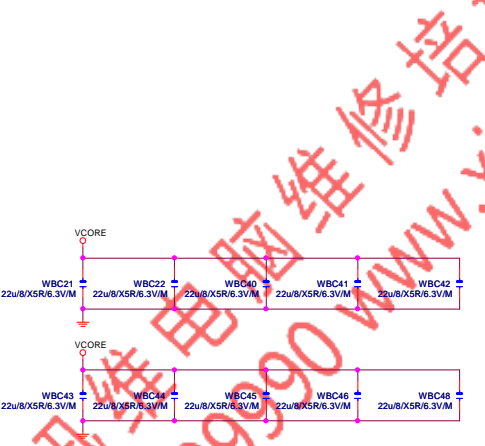 VCORE
WBC21 WBC22 WBC40 WBC41 WBC42
22u/8/X5R/6.3V/M 22u/8/X5R/6.3V/M 22u/8/X5R/6.3V/M 22u/8/X5R/6.3V/M 22u/8/X5R/6.3V/M
VCORE
WBC43 WBC44 WBC45 WBC46 WBC48
22u/8/X5R/6.3V/M 22u/8/X5R/6.3V/M 22u/8/X5R/6.3V/M 22u/8/X5R/6.3V/M 22u/8/X5R/6.3V/M
维电脑维修培
9990 www.